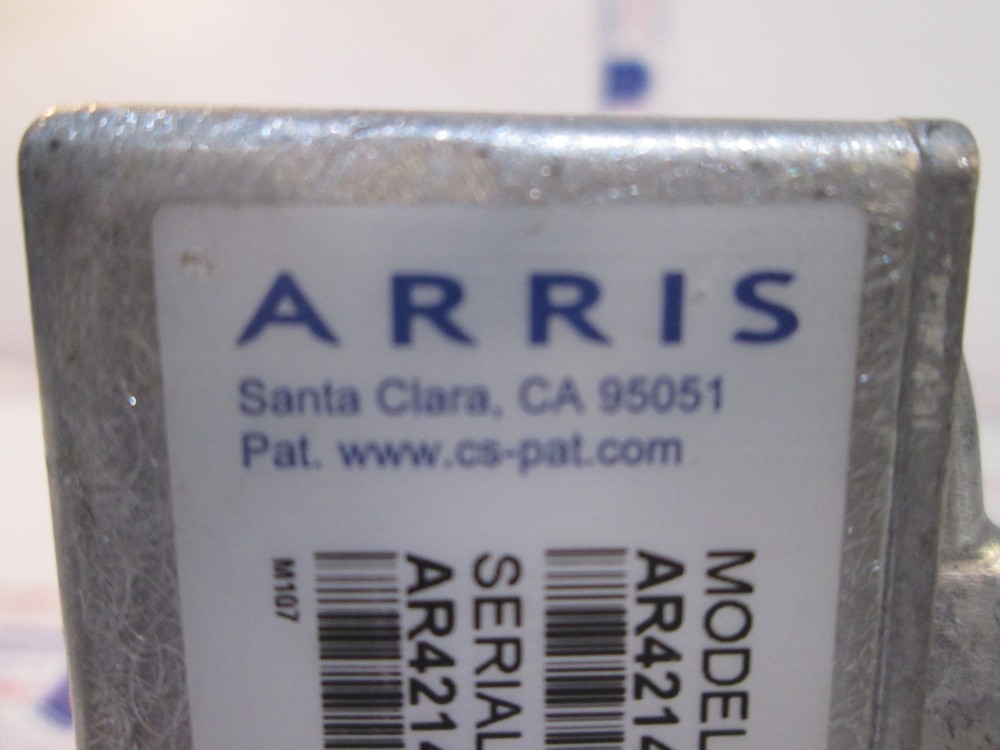 ARRIS
Santa Clara, CA 95051
Pat. www.cs-pat.com
MODEL
AR4214
SERIAL
AR4214
M107